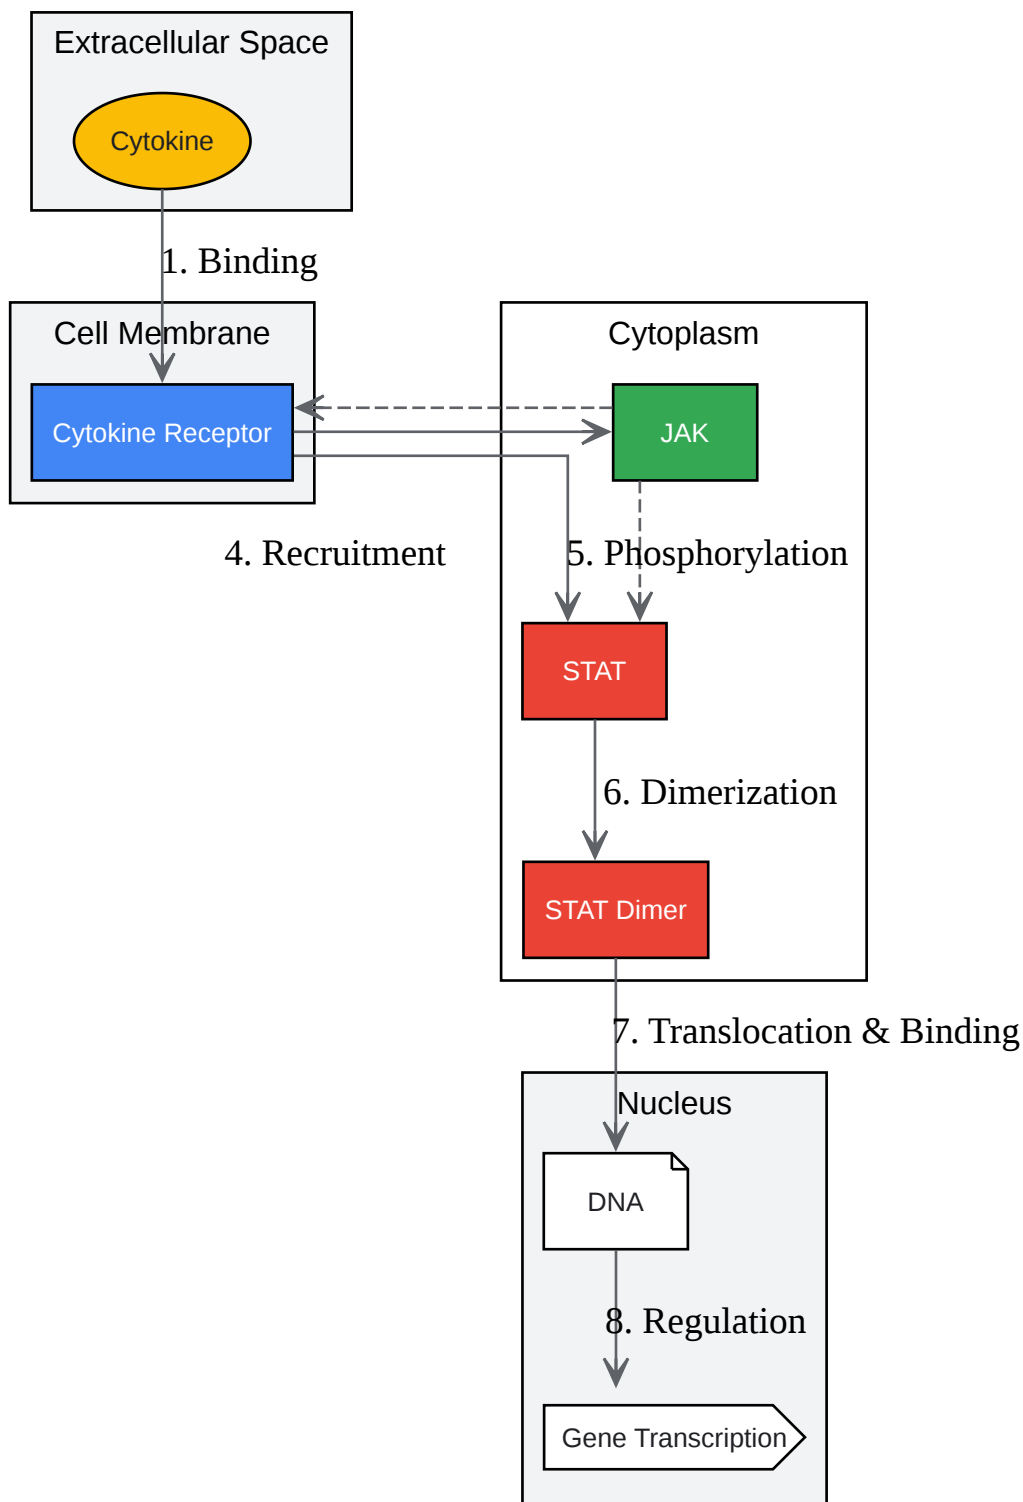 Extracellular Space
Cytokine
1. Binding
Cell Membrane
Cytoplasm
Cytokine Receptor
JAK
4. Recruitment
5. Phosphorylation
STAT
6. Dimerization
STAT Dimer
7. Translocation & Binding
Nucleus
DNA
8. Regulation
Gene Transcription